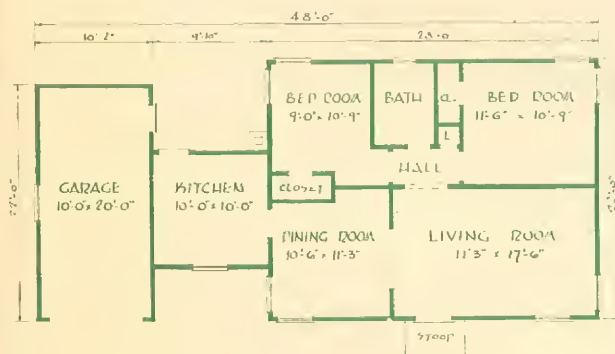 48'-0"
10'-2"
9'-10"
28'-0
BED ROOM
9'-0" x 10'-9"
BATH
CL.
L
BED ROOM
11'-6" x 10'-9"
HALL
GARAGE
10'-0" x 20'-0"
KITCHEN
10'-0" x 10'-0"
CLOSET
DINING ROOM
10'-6" x 11'-3"
LIVING ROOM
11'3" x 17'-6"
STOOP